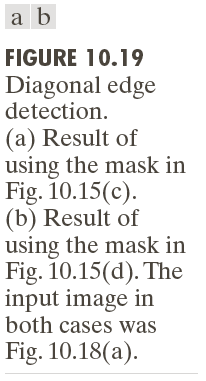 a b
FIGURE 10.19
Diagonal edge
detection.
(a) Result of
using the mask in
Fig. 10.15(c).
(b) Result of
using the mask in
Fig. 10.15(d). The
input image in
both cases was
Fig. 10.18(a).